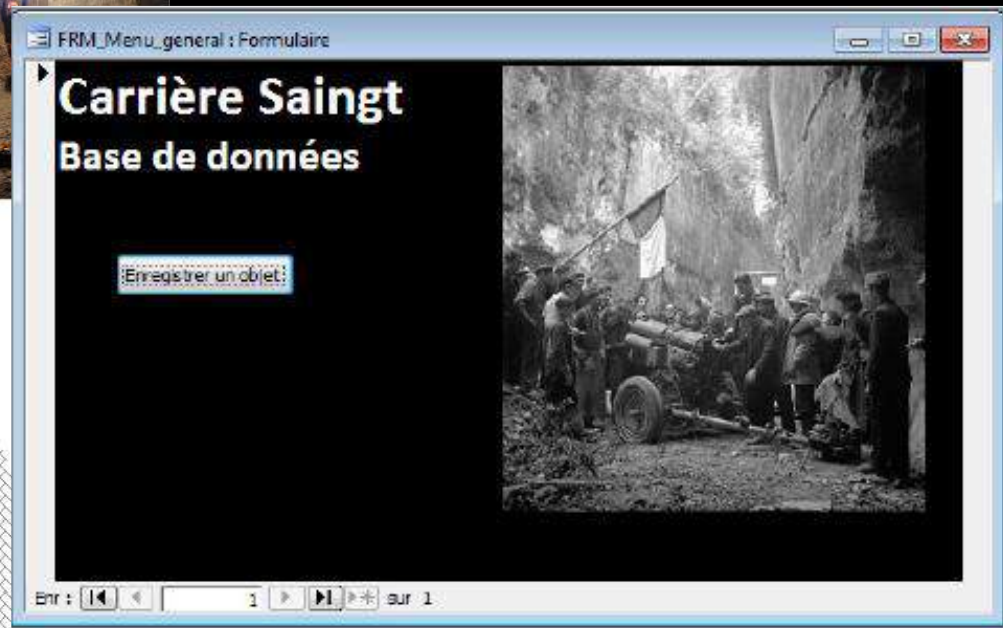 FRM_Menu_general : Formulaire
Carrière Saingt
Base de données
Enregistrer un objet
Enr : 1 sur 1